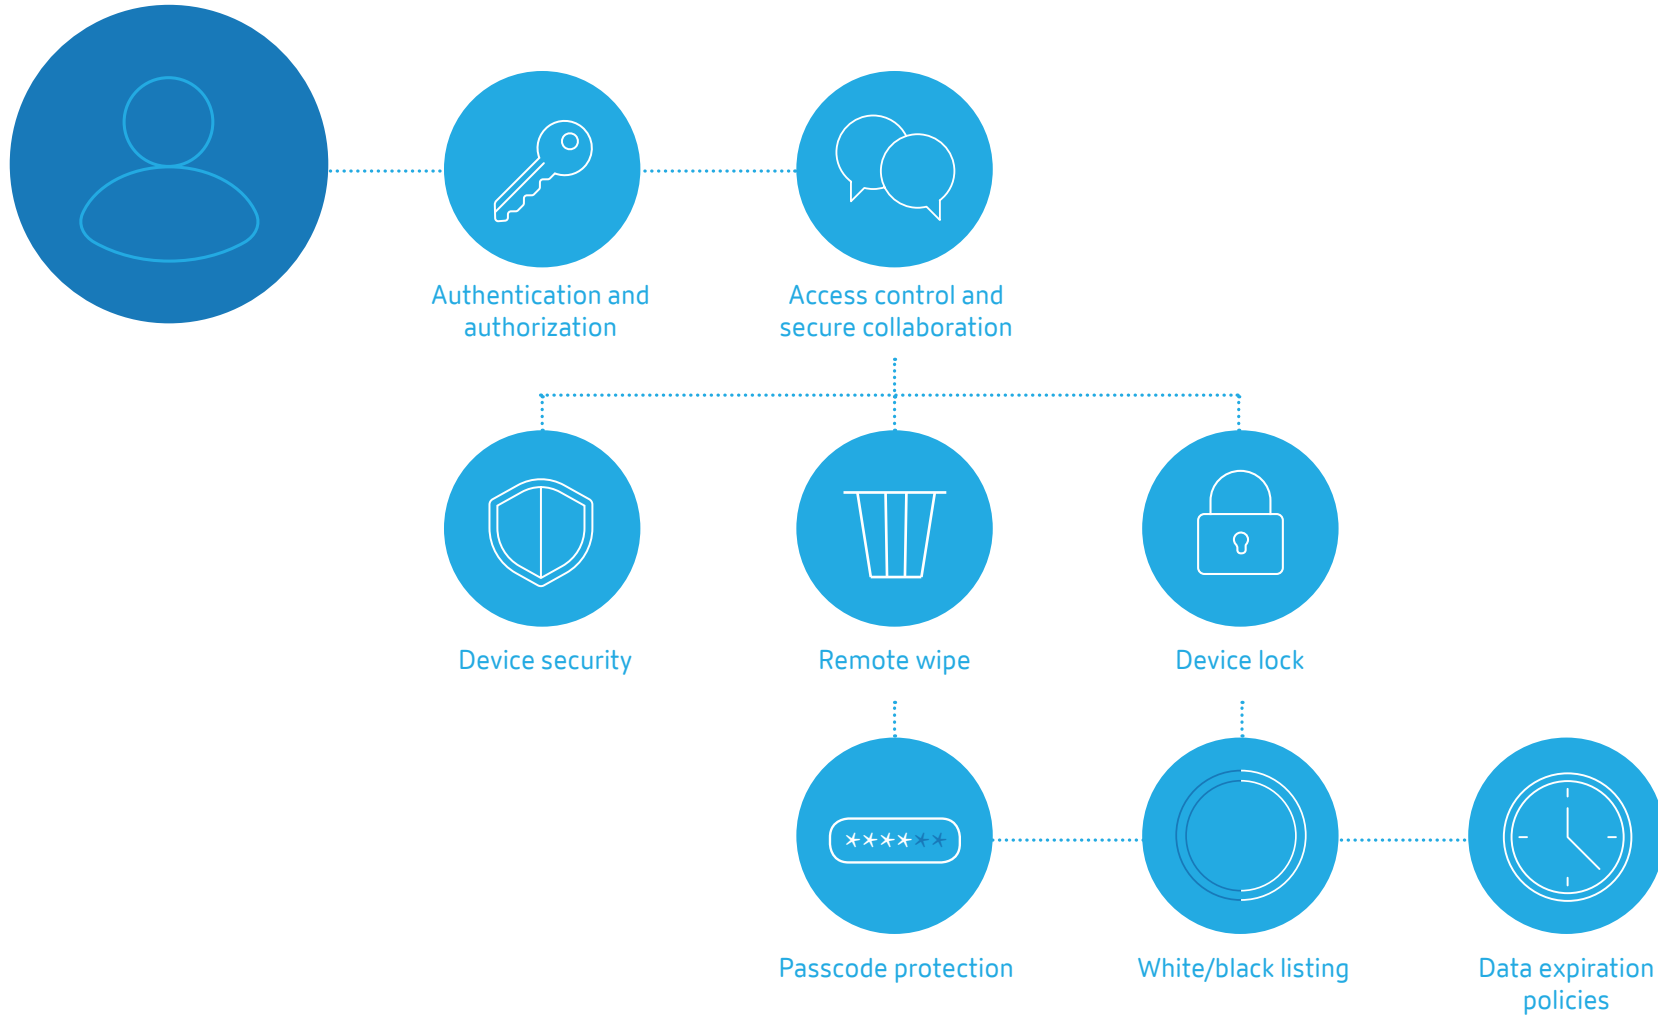 Authentication and
authorization
Access control and
secure collaboration
Device security
Remote wipe
Device lock
******
Passcode protection
White/black listing
Data expiration
policies